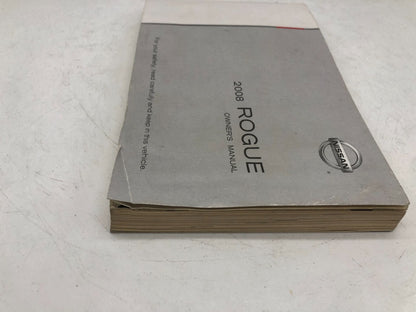 2008 ROGUE
OWNER'S MANUAL
For your safety, read carefully and keep in this vehicle.
NISSAN